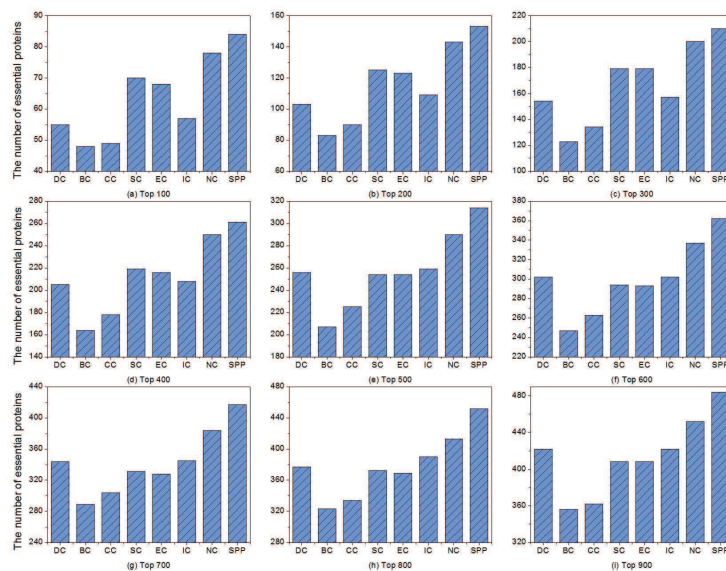 The number of essential proteins
90
80
70
60
50
40
DC BC CC SC EC IC NC SPP
(a) Top 100
160
140
120
100
80
60
DC BC CC SC EC IC NC SPP
(b) Top 200
220
200
180
160
140
120
100
DC BC CC SC EC IC NC SPP
(c) Top 300
The number of essential proteins
280
260
240
220
200
180
160
140
DC BC CC SC EC IC NC SPP
(d) Top 400
320
300
280
260
240
220
200
180
DC BC CC SC EC IC NC SPP
(e) Top 500
380
360
340
320
300
280
260
240
220
DC BC CC SC EC IC NC SPP
(f) Top 600
The number of essential proteins
440
400
360
320
280
240
DC BC CC SC EC IC NC SPP
(g) Top 700
480
440
400
360
320
280
DC BC CC SC EC IC NC SPP
(h) Top 800
480
440
400
360
320
DC BC CC SC EC IC NC SPP
(i) Top 900